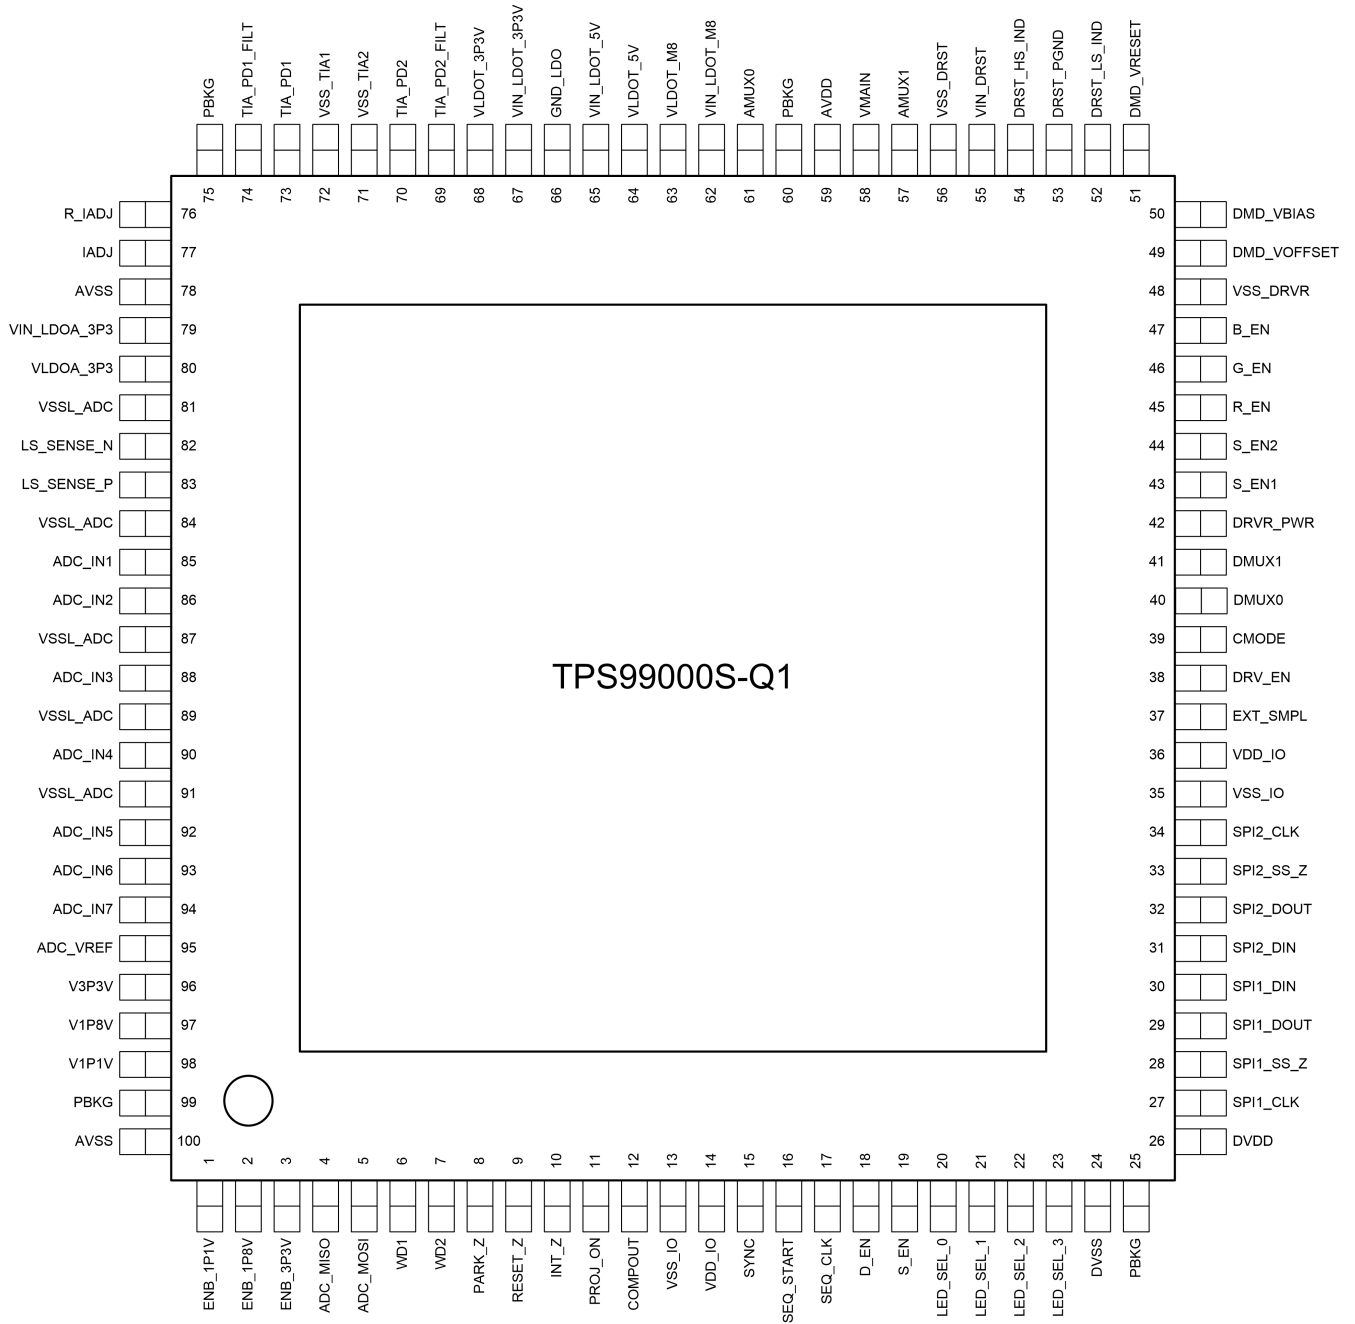 PBKG
TIA_PD1_FILT
TIA_PD1
VSS_TIA1
VSS_TIA2
TIA_PD2
TIA_PD2_FILT
VLDOT_3P3V
VIN_LDOT_3P3V
GND_LDO
VIN_LDOT_5V
VLDOT_5V
VLDOT_M8
VIN_LDOT_M8
AMUX0
PBKG
AVDD
VMAIN
AMUX1
VSS_DRST
VIN_DRST
DRST_HS_IND
DRST_PGND
DRST_LS_IND
DMD_VRESET
75 74 73 72 71 70 69 68 67 66 65 64 63 62 61 60 59 58 57 56 55 54 53 52 51
R_IADJ 76 50 DMD_VBIAS
IADJ 77 49 DMD_VOFFSET
AVSS 78 48 VSS_DRVR
VIN_LDOA_3P3 79 47 B_EN
VLDOA_3P3 80 46 G_EN
VSSL_ADC 81 45 R_EN
LS_SENSE_N 82 44 S_EN2
LS_SENSE_P 83 43 S_EN1
VSSL_ADC 84 42 DRVR_PWR
ADC_IN1 85 41 DMUX1
ADC_IN2 86 40 DMUX0
VSSL_ADC 87 39 CMODE
ADC_IN3 88 TPS99000S-Q1 38 DRV_EN
VSSL_ADC 89 37 EXT_SMPL
ADC_IN4 90 36 VDD_IO
VSSL_ADC 91 35 VSS_IO
ADC_IN5 92 34 SPI2_CLK
ADC_IN6 93 33 SPI2_SS_Z
ADC_IN7 94 32 SPI2_DOUT
ADC_VREF 95 31 SPI2_DIN
V3P3V 96 30 SPI1_DIN
V1P8V 97 29 SPI1_DOUT
V1P1V 98 28 SPI1_SS_Z
PBKG 99 27 SPI1_CLK
AVSS 100 26 DVDD
1 2 3 4 5 6 7 8 9 10 11 12 13 14 15 16 17 18 19 20 21 22 23 24 25
ENB_1P1V
ENB_1P8V
ENB_3P3V
ADC_MISO
ADC_MOSI
WD1
WD2
PARK_Z
RESET_Z
INT_Z
PROJ_ON
COMPOUT
VSS_IO
VDD_IO
SYNC
SEQ_START
SEQ_CLK
D_EN
S_EN
LED_SEL_0
LED_SEL_1
LED_SEL_2
LED_SEL_3
DVSS
PBKG